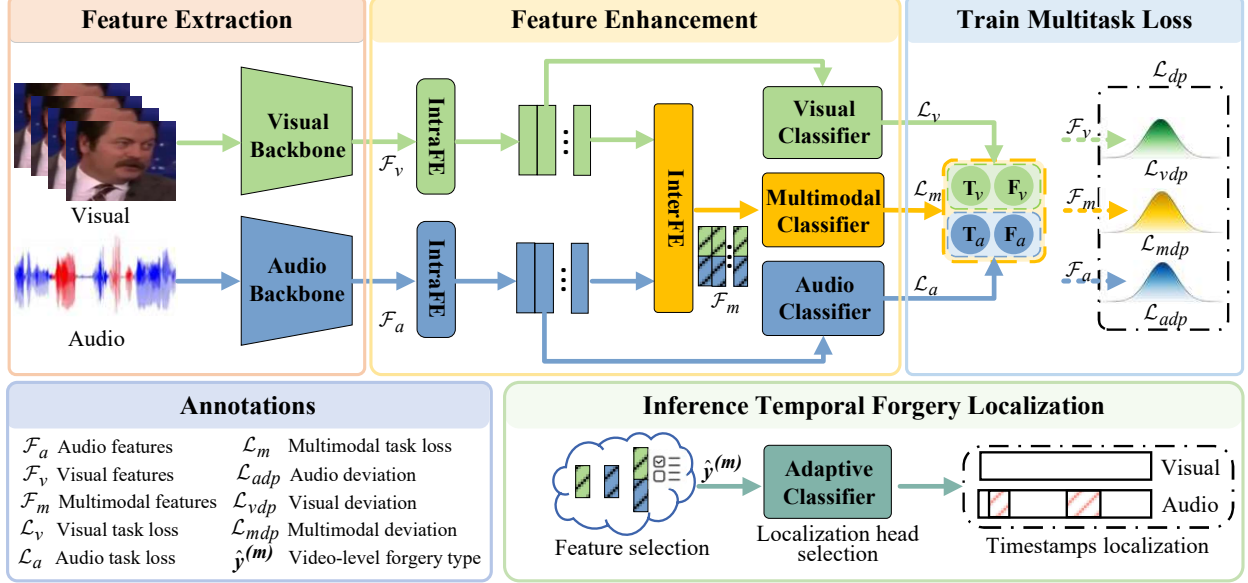 Feature Extraction
Feature Enhancement
Train Multitask Loss
Visual
Backbone
Visual
Audio
Backbone
Audio
ℱv
IntraFE
ℱa
IntraFE
InterFE
ℱm
Visual
Classifier
Multimodal
Classifier
Audio
Classifier
ℒv
ℒm
ℒa
Tv Fv
Ta Fa
ℒdp
ℱv
ℒvdp
ℱm
ℒmdp
ℱa
ℒadp
Annotations
ℱa Audio features
ℱv Visual features
ℱm Multimodal features
ℒv Visual task loss
ℒa Audio task loss
ℒm Multimodal task loss
ℒadp Audio deviation
ℒvdp Visual deviation
ℒmdp Multimodal deviation
ŷ(m) Video-level forgery type
Inference Temporal Forgery Localization
Feature selection
ŷ(m)
Adaptive
Classifier
Localization head
selection
Visual
Audio
Timestamps localization